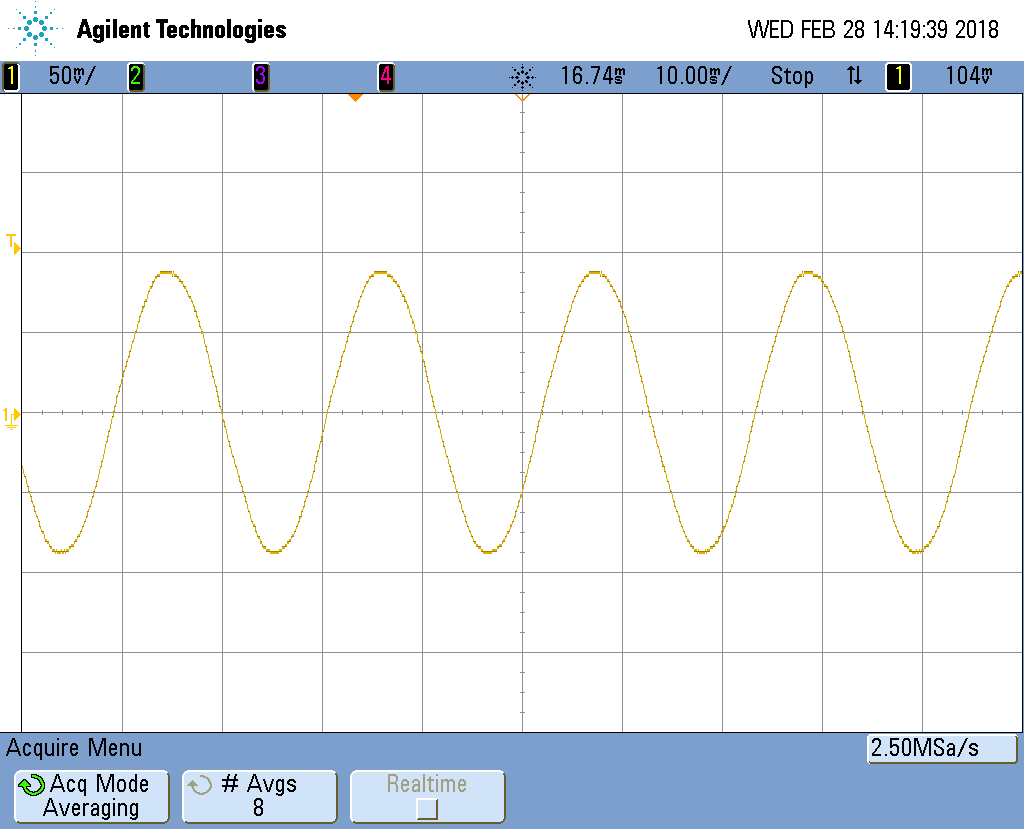 Agilent Technologies
WED FEB 28 14:19:39 2018
1 50mV/ 2 3 4 16.74ms 10.00ms/ Stop ⇅ 1 104mV
T
1
Acquire Menu
2.50MSa/s
Acq Mode
Averaging
# Avgs
8
Realtime